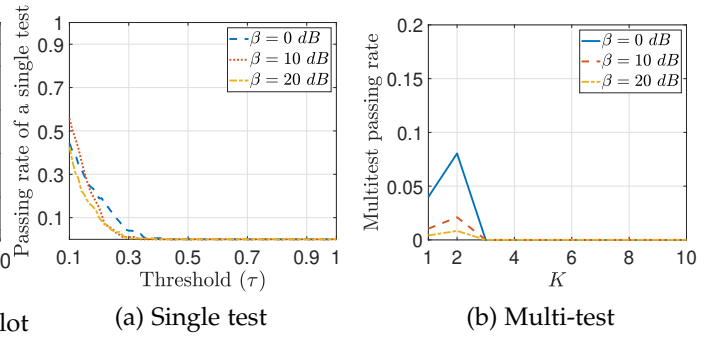 Passing rate of a single test
1
0.9
0.7
0.5
0.3
0.1
β = 0 dB
β = 10 dB
β = 20 dB
0
0.1 0.3 0.5 0.7 0.9 1
Threshold (τ)
(a) Single test
lot
Multitest passing rate
0.2
0.15
0.1
0.05
0
β = 0 dB
β = 10 dB
β = 20 dB
1 2 4 6 8 10
K
(b) Multi-test